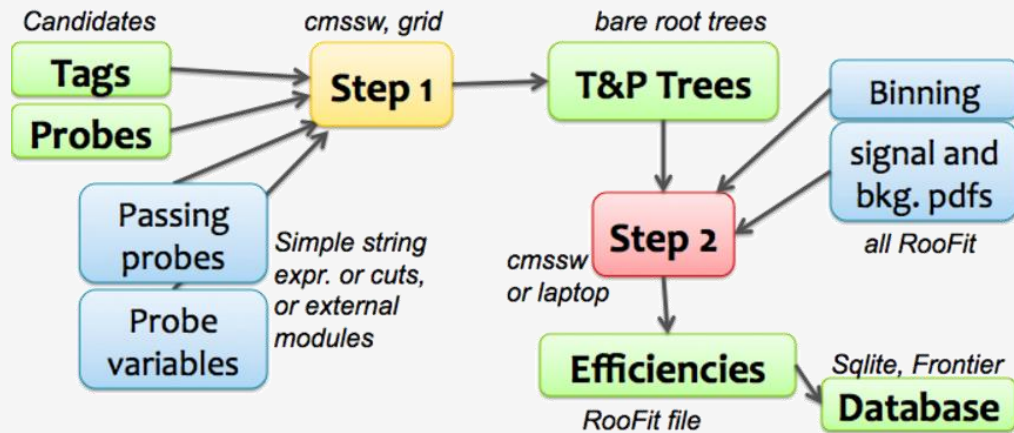 Candidates
Tags
Probes
cmssw, grid
Step 1
bare root trees
T&P Trees
Binning
signal and
bkg. pdfs
all RooFit
Passing
probes
Probe
variables
Simple string
expr. or cuts,
or external
modules
Step 2
cmssw
or laptop
Efficiencies
RooFit file
Sqlite, Frontier
Database